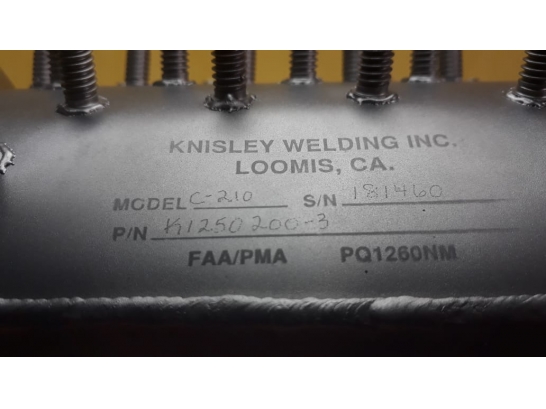 KNISLEY WELDING INC.
LOOMIS, CA.
MODEL C-210 S/N 181460
P/N K1250200-3
FAA/PMA PQ1260NM